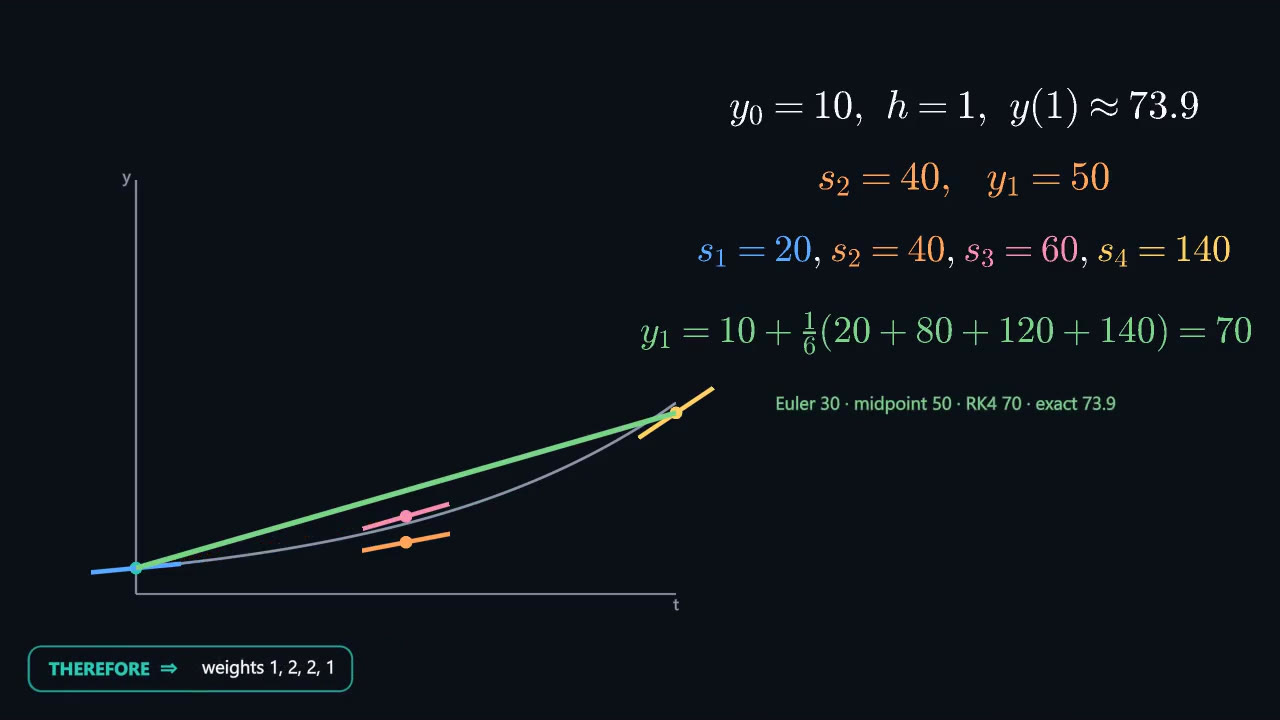 y₀ = 10, h = 1, y(1) ≈ 73.9
s₂ = 40, y₁ = 50
s₁ = 20, s₂ = 40, s₃ = 60, s₄ = 140
y₁ = 10 + 1/6(20 + 80 + 120 + 140) = 70
Euler 30 · midpoint 50 · RK4 70 · exact 73.9
y
t
THEREFORE ⇒ weights 1, 2, 2, 1